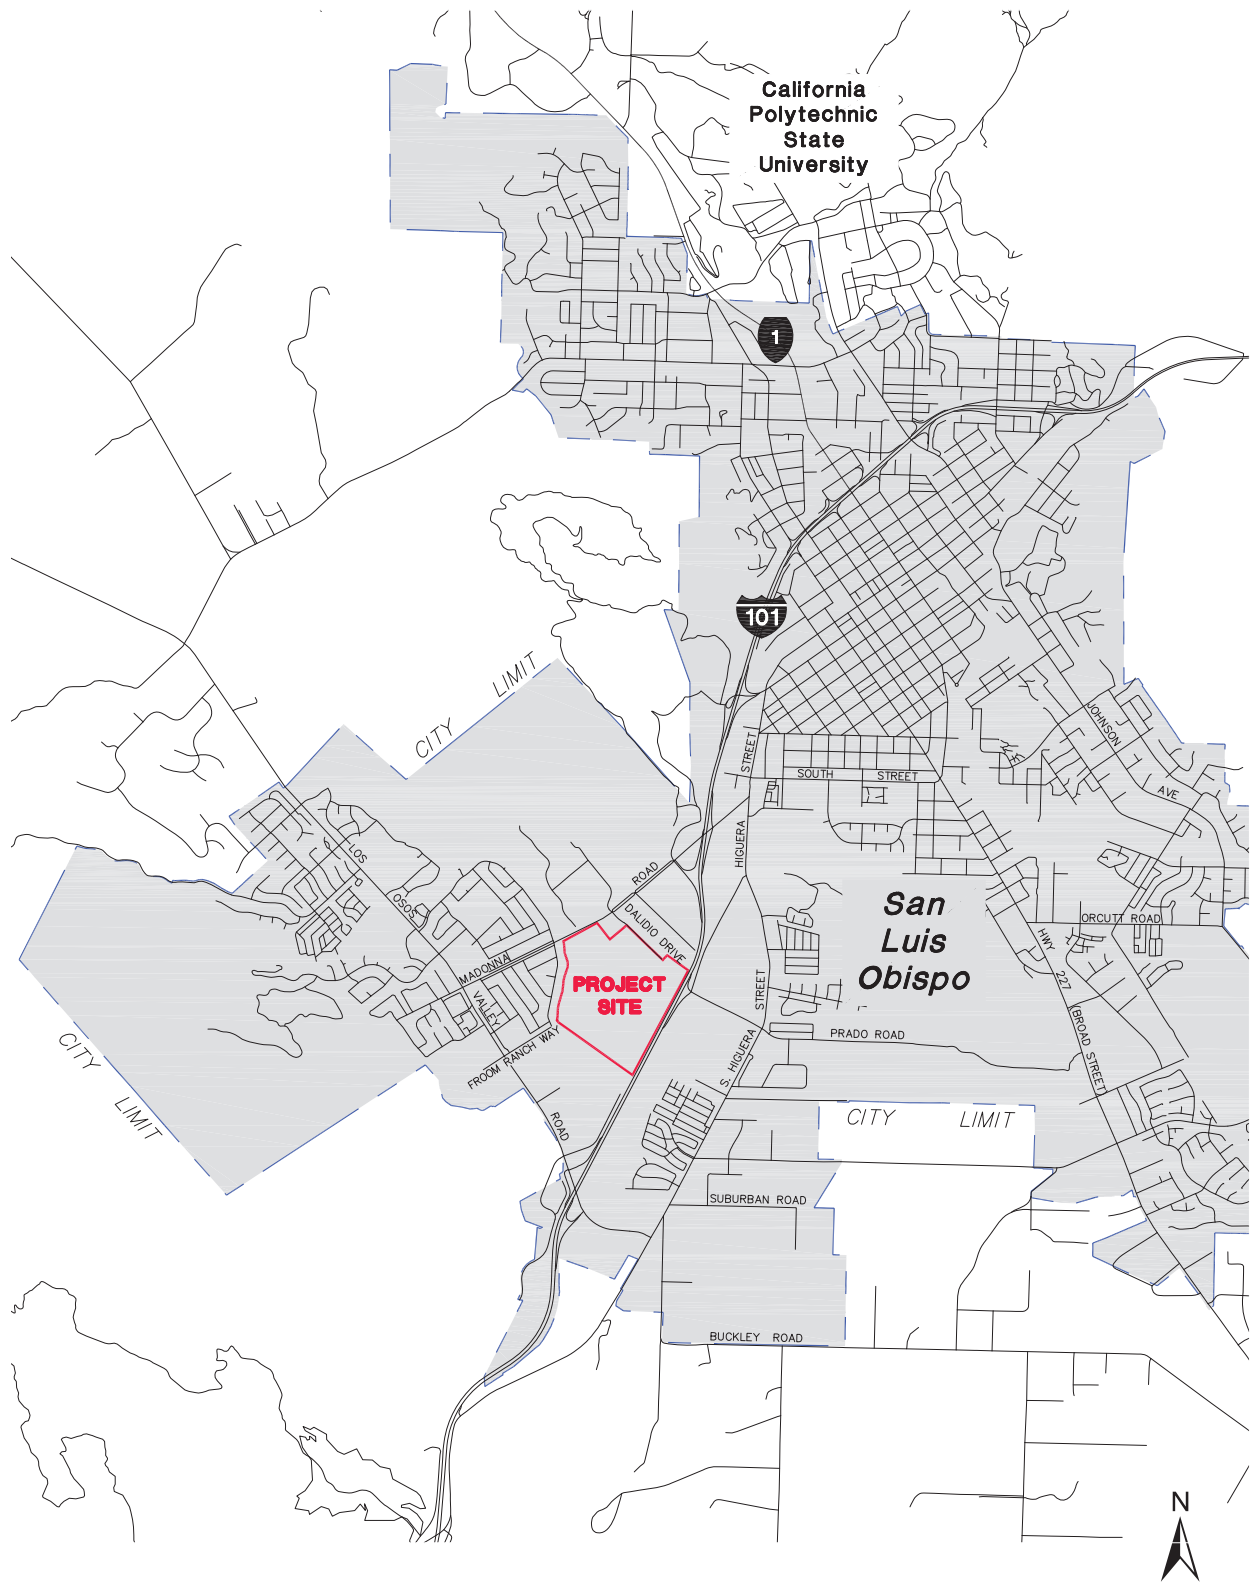 California
Polytechnic
State
University
1
101
CITY LIMIT
JOHNSON
AVE
STREET
SOUTH STREET
HIGUERA
LOS
OSOS
ROAD
DALIDIO DRIVE
San
Luis
Obispo
ORCUTT ROAD
HWY 227
MADONNA
PROJECT
SITE
STREET
VALLEY
FROOM RANCH WAY
PRADO ROAD
BROAD STREET
S. HIGUERA
CITY
LIMIT
ROAD
CITY LIMIT
SUBURBAN ROAD
BUCKLEY ROAD
N